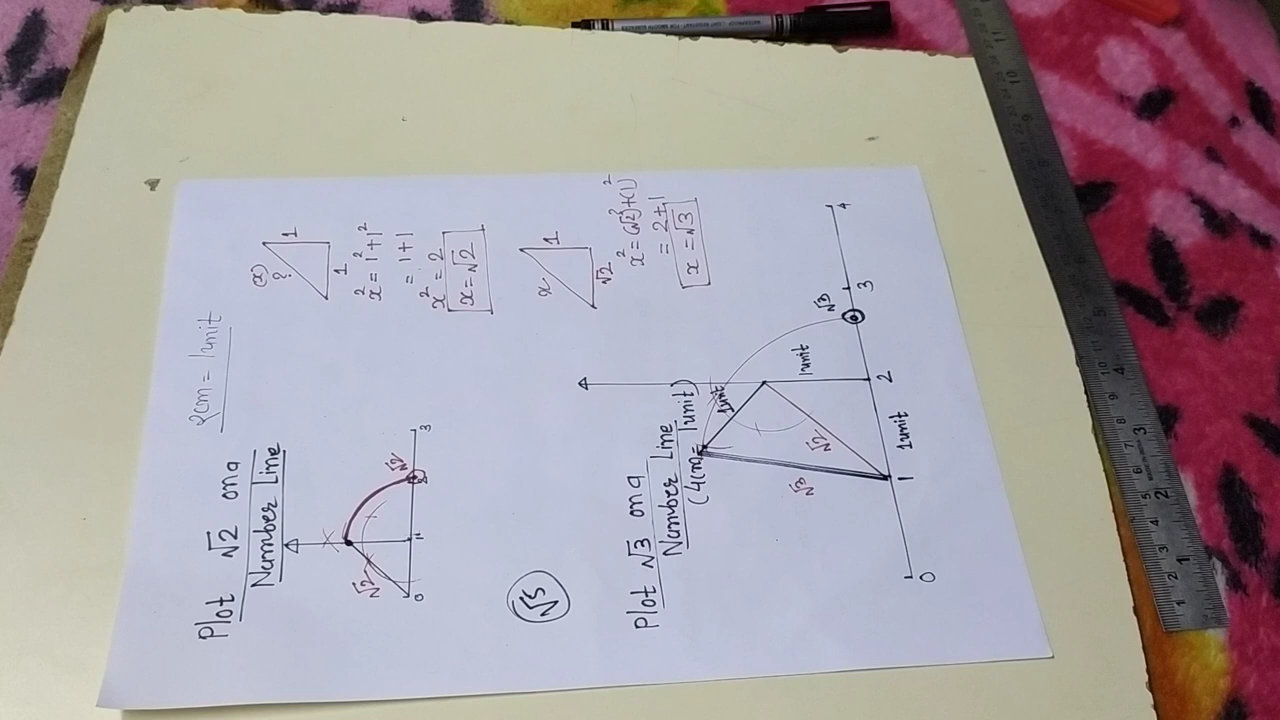 2cm = 1unit
Plot √2 on a
Number Line
√2
√2
0
1
2
3
(x)
?
1
1
x² = 1² + 1²
= 1 + 1
x² = 2
x = √2
√5
Plot √3 on a
Number Line
(4cm = 1unit)
x
1
√2
x² = (√2)² + (1)²
= 2 + 1
x = √3
1unit
1unit
1unit
√2
√3
√3
0
1
2
3
4